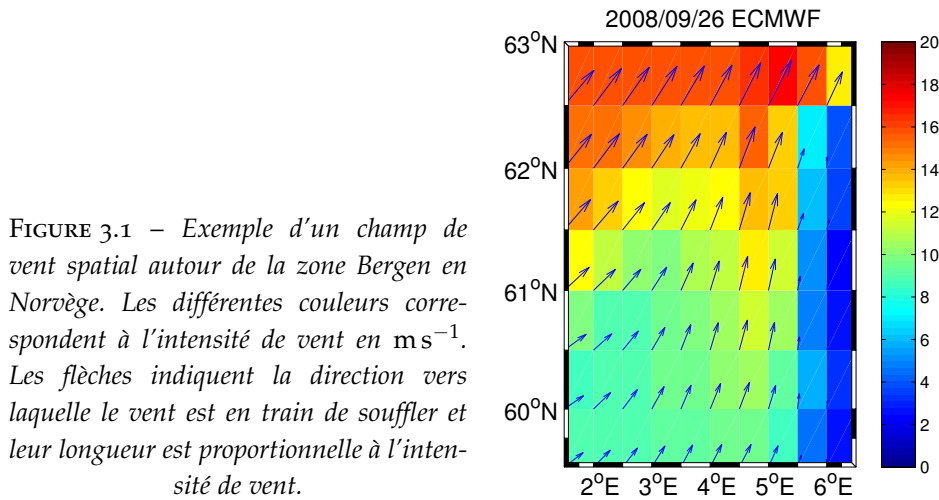 FIGURE 3.1 – Exemple d'un champ de
vent spatial autour de la zone Bergen en
Norvège. Les différentes couleurs corre-
spondent à l'intensité de vent en m s⁻¹.
Les flèches indiquent la direction vers
laquelle le vent est en train de souffler et
leur longueur est proportionnelle à l'inten-
sité de vent.
2008/09/26 ECMWF
63°N
62°N
61°N
60°N
2°E 3°E 4°E 5°E 6°E
20
18
16
14
12
10
8
6
4
2
0